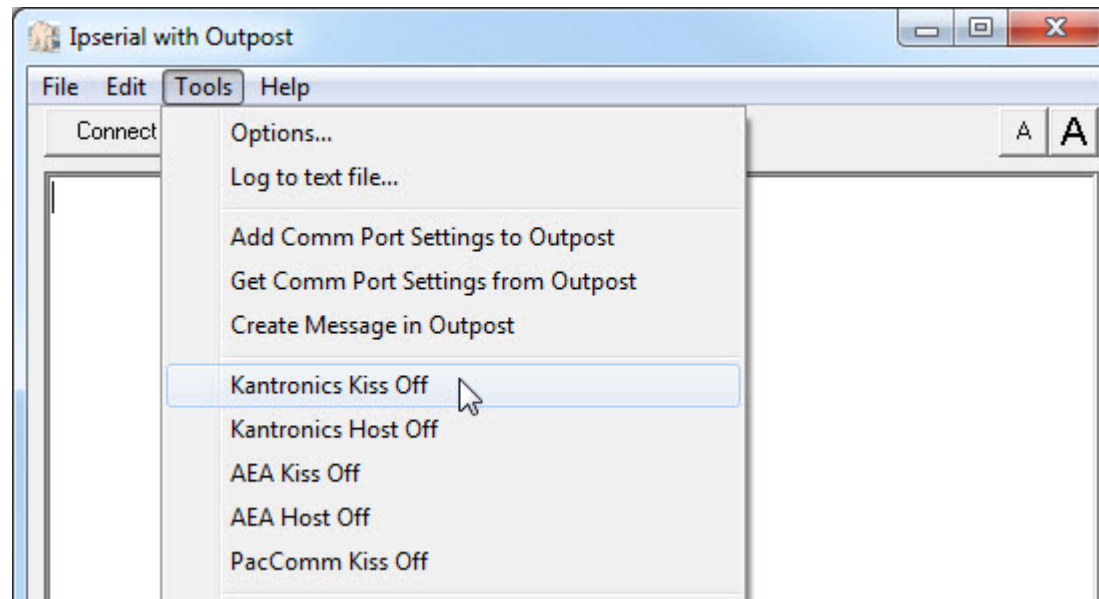 Ipserial with Outpost
File Edit Tools Help
Connect A A
Options...
Log to text file...
Add Comm Port Settings to Outpost
Get Comm Port Settings from Outpost
Create Message in Outpost
Kantronics Kiss Off
Kantronics Host Off
AEA Kiss Off
AEA Host Off
PacComm Kiss Off